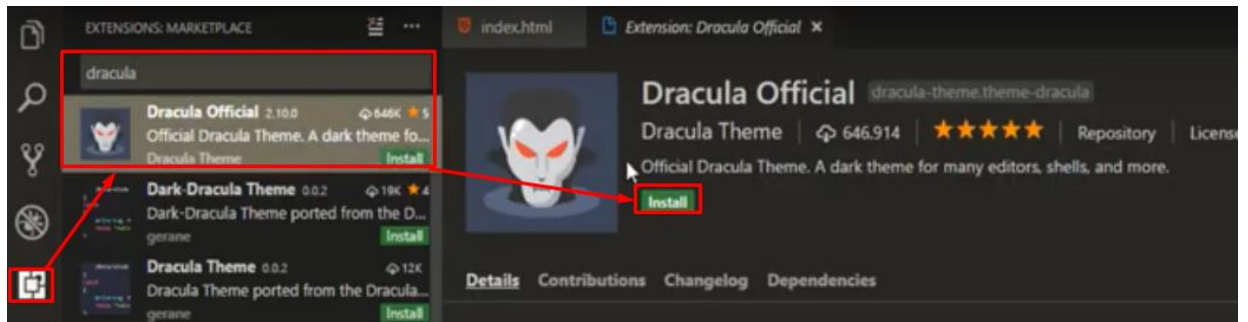 EXTENSIONS: MARKETPLACE
dracula
Dracula Official 2.10.0 646K 5
Official Dracula Theme. A dark theme fo...
Dracula Theme Install
Dark-Dracula Theme 0.0.2 19K 4
Dark-Dracula Theme ported from the D...
gerane Install
Dracula Theme 0.0.2 12K
Dracula Theme ported from the Dracula...
gerane Install
index.html Extension: Dracula Official
Dracula Official dracula-theme.theme-dracula
Dracula Theme 646.914 Repository License
Official Dracula Theme. A dark theme for many editors, shells, and more.
Install
Details Contributions Changelog Dependencies